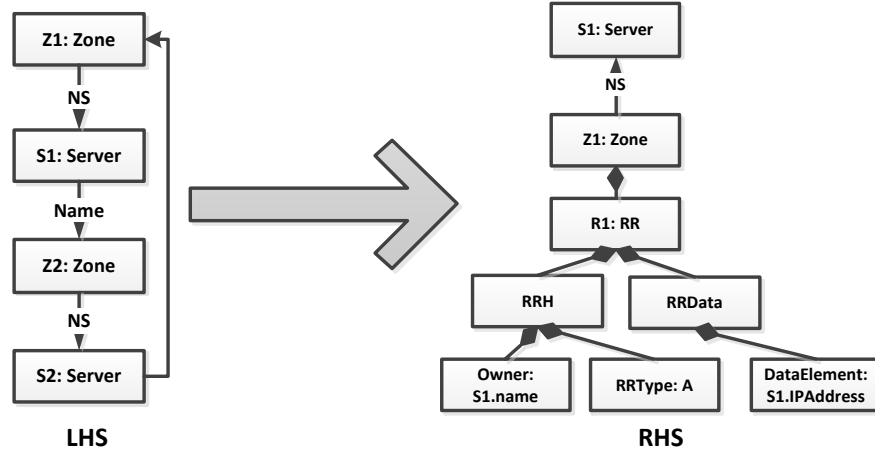 Z1: Zone
NS
S1: Server
Name
Z2: Zone
NS
S2: Server
LHS
S1: Server
NS
Z1: Zone
R1: RR
RRH
RRData
Owner:
S1.name
RRType: A
DataElement:
S1.IPAddress
RHS